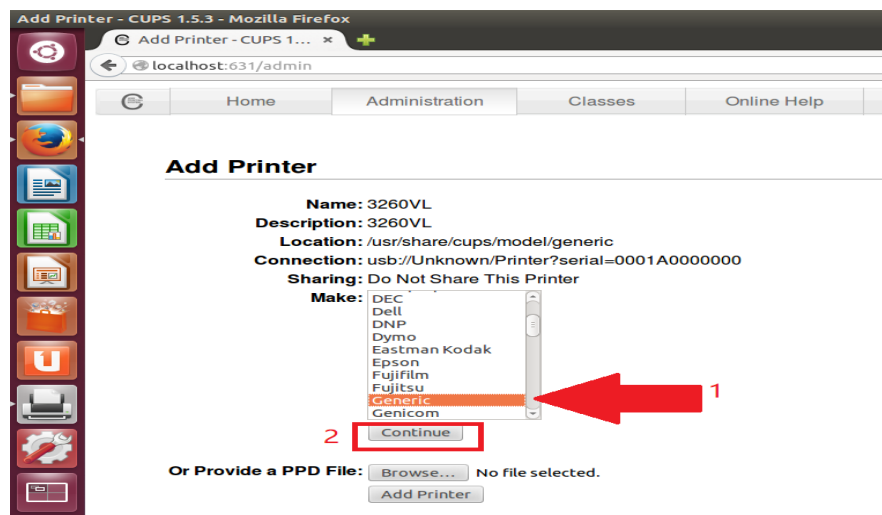 Add Printer - CUPS 1.5.3 - Mozilla Firefox
Add Printer - CUPS 1... ×
localhost:631/admin
Home Administration Classes Online Help
Add Printer
Name: 3260VL
Description: 3260VL
Location: /usr/share/cups/model/generic
Connection: usb://Unknown/Printer?serial=0001A0000000
Sharing: Do Not Share This Printer
Make: DEC
Dell
DNP
Dymo
Eastman Kodak
Epson
Fujifilm
Fujitsu
Generic 1
Genicom
2 Continue
Or Provide a PPD File: Browse... No file selected.
Add Printer